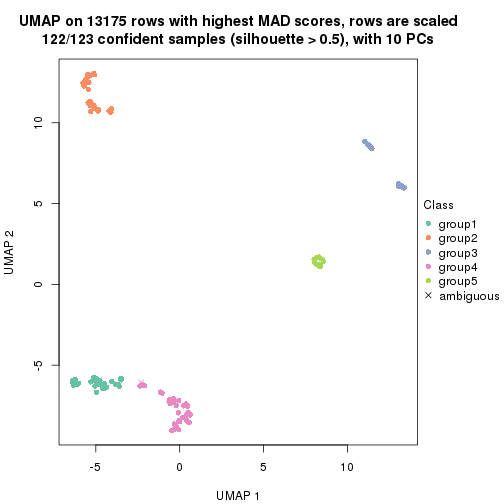 UMAP on 13175 rows with highest MAD scores, rows are scaled
122/123 confident samples (silhouette > 0.5), with 10 PCs
10
5
0
-5
UMAP 2
-5
0
5
10
UMAP 1
Class
group1
group2
group3
group4
group5
ambiguous